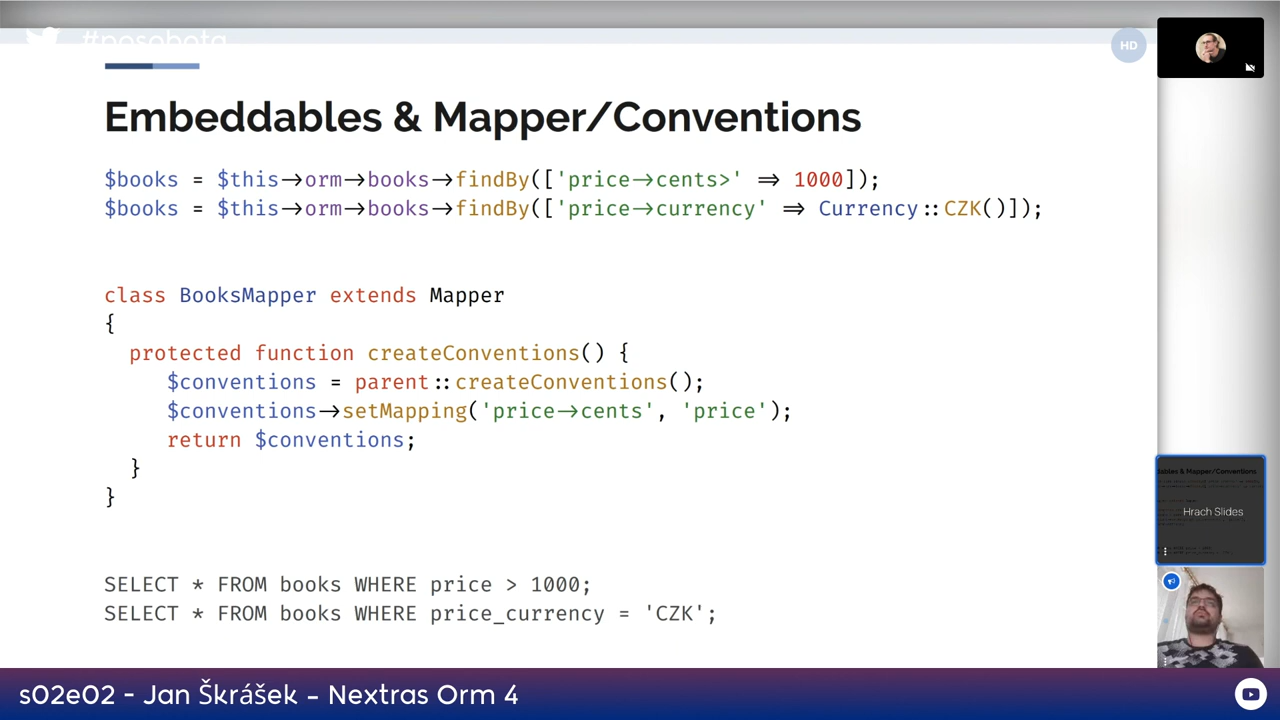 #posobota
HD
Embeddables & Mapper/Conventions
$books = $this->orm->books->findBy(['price->cents>' => 1000]);
$books = $this->orm->books->findBy(['price->currency' => Currency::CZK()]);
class BooksMapper extends Mapper
{
protected function createConventions() {
$conventions = parent::createConventions();
$conventions->setMapping('price->cents', 'price');
return $conventions;
}
}
SELECT * FROM books WHERE price > 1000;
SELECT * FROM books WHERE price_currency = 'CZK';
Hrach Slides
s02e02 - Jan Škrášek - Nextras Orm 4